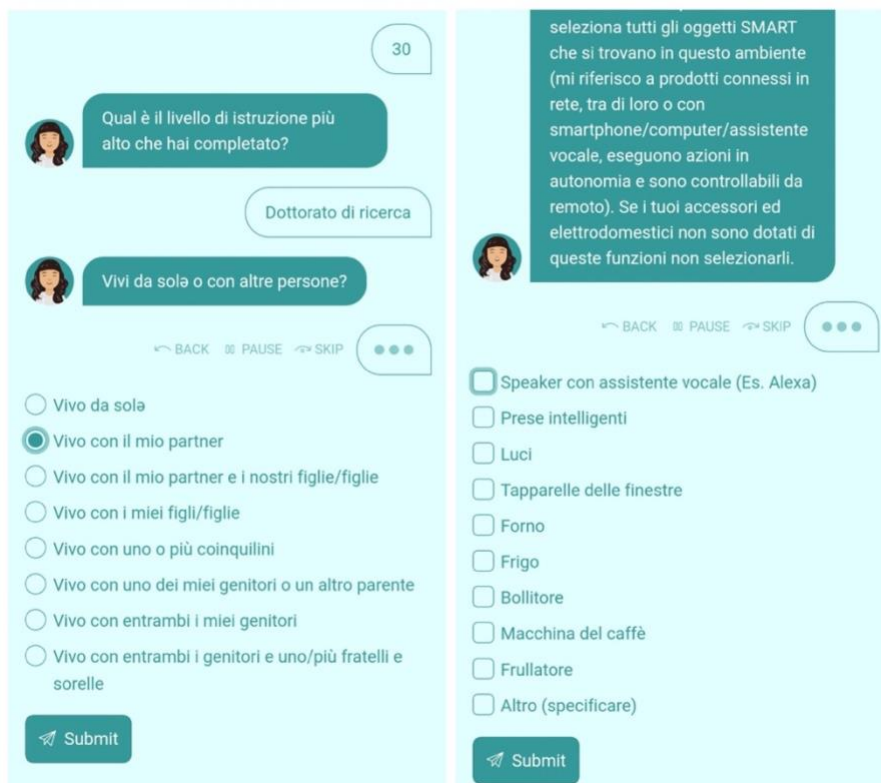 30
Qual è il livello di istruzione più
alto che hai completato?
Dottorato di ricerca
Vivi da solə o con altre persone?
BACK PAUSE SKIP
Vivo da solə
Vivo con il mio partner
Vivo con il mio partner e i nostri figlie/figlie
Vivo con i miei figli/figlie
Vivo con uno o più coinquilini
Vivo con uno dei miei genitori o un altro parente
Vivo con entrambi i miei genitori
Vivo con entrambi i genitori e uno/più fratelli e
sorelle
Submit
seleziona tutti gli oggetti SMART
che si trovano in questo ambiente
(mi riferisco a prodotti connessi in
rete, tra di loro o con
smartphone/computer/assistente
vocale, eseguono azioni in
autonomia e sono controllabili da
remoto). Se i tuoi accessori ed
elettrodomestici non sono dotati di
queste funzioni non selezionarli.
BACK PAUSE SKIP
Speaker con assistente vocale (Es. Alexa)
Prese intelligenti
Luci
Tapparelle delle finestre
Forno
Frigo
Bollitore
Macchina del caffè
Frullatore
Altro (specificare)
Submit